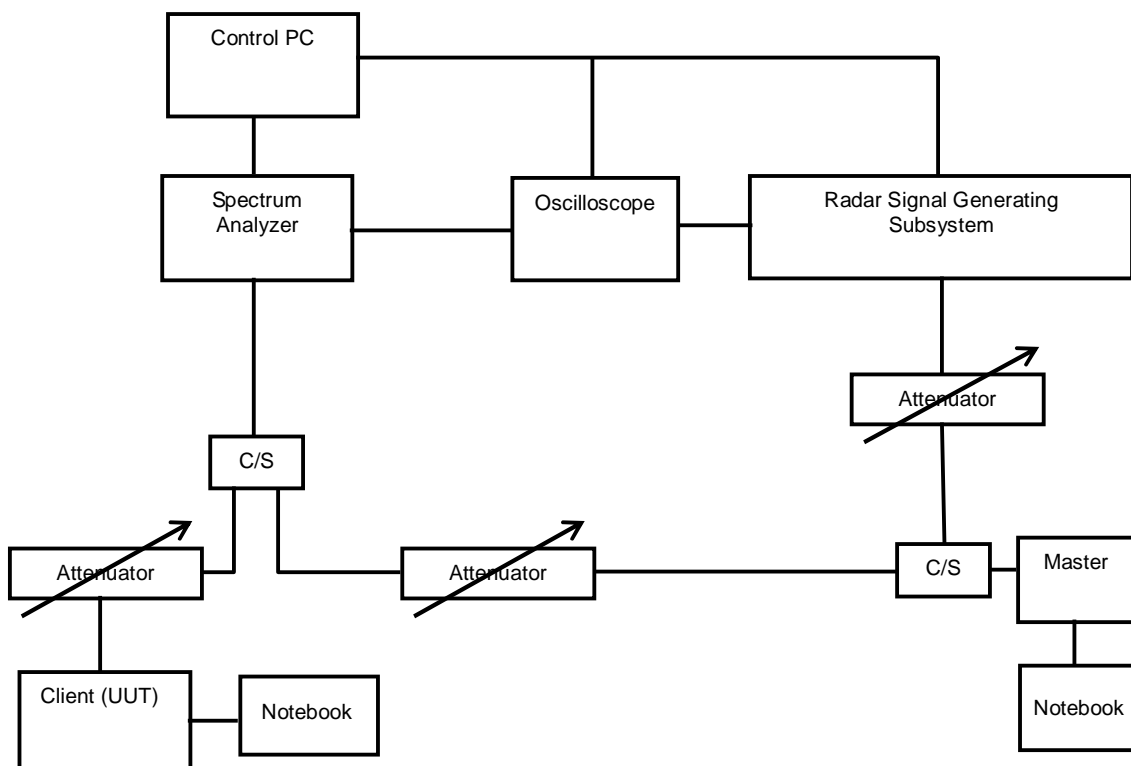 Control PC
Spectrum
Analyzer
Oscilloscope
Radar Signal Generating
Subsystem
Attenuator
C/S
Attenuator
Attenuator
C/S
Master
Client (UUT)
Notebook
Notebook